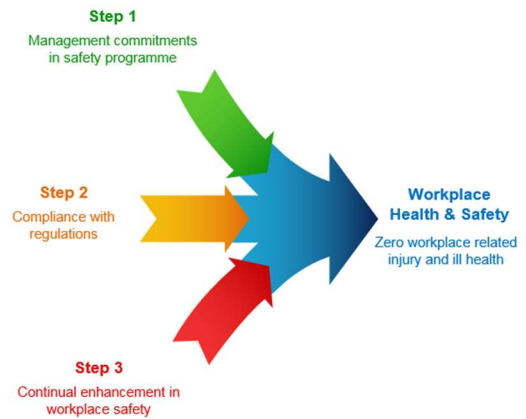 Step 1
Management commitments
in safety programme
Step 2
Compliance with
regulations
Workplace
Health & Safety
Zero workplace related
injury and ill health
Step 3
Continual enhancement in
workplace safety